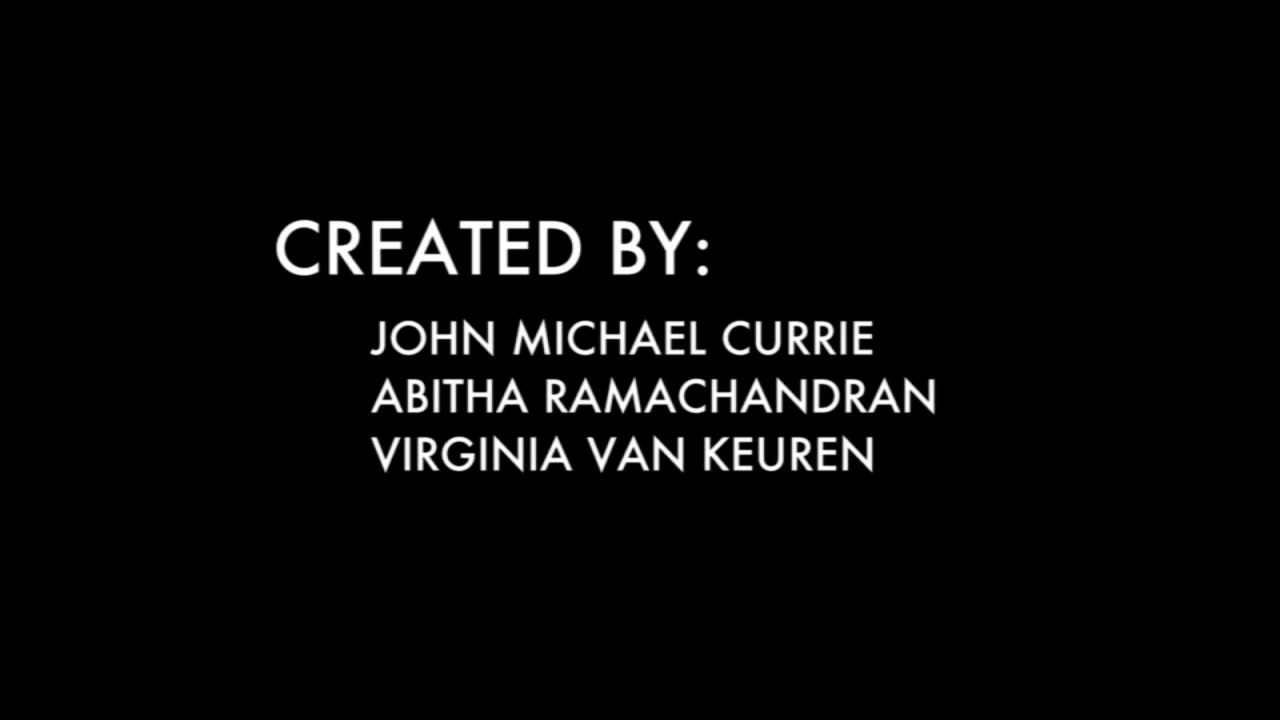 CREATED BY:
JOHN MICHAEL CURRIE
ABITHA RAMACHANDRAN
VIRGINIA VAN KEUREN